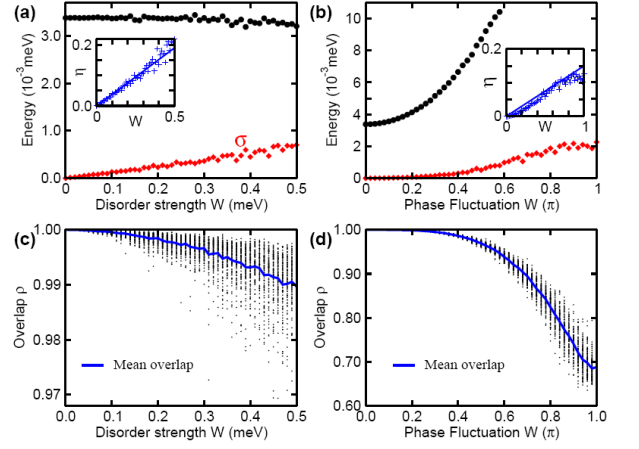 (a)
Energy (10⁻³meV)
3.0
2.0
1.0
0.0
η
0.2
0.0
0
W
0.5
σ
0
0.1
0.2
0.3
0.4
0.5
Disorder strength W (meV)
(b)
Energy (10⁻³meV)
10
8
6
4
2
0
η
0.2
0
0
W
1
0
0.2
0.4
0.6
0.8
1
Phase Fluctuation W (π)
(c)
Overlap ρ
1.00
0.99
0.98
0.97
Mean overlap
0.0
0.1
0.2
0.3
0.4
0.5
Disorder strength W (meV)
(d)
Overlap ρ
1.00
0.90
0.80
0.70
0.60
Mean overlap
0.0
0.2
0.4
0.6
0.8
1.0
Phase Fluctuation W (π)